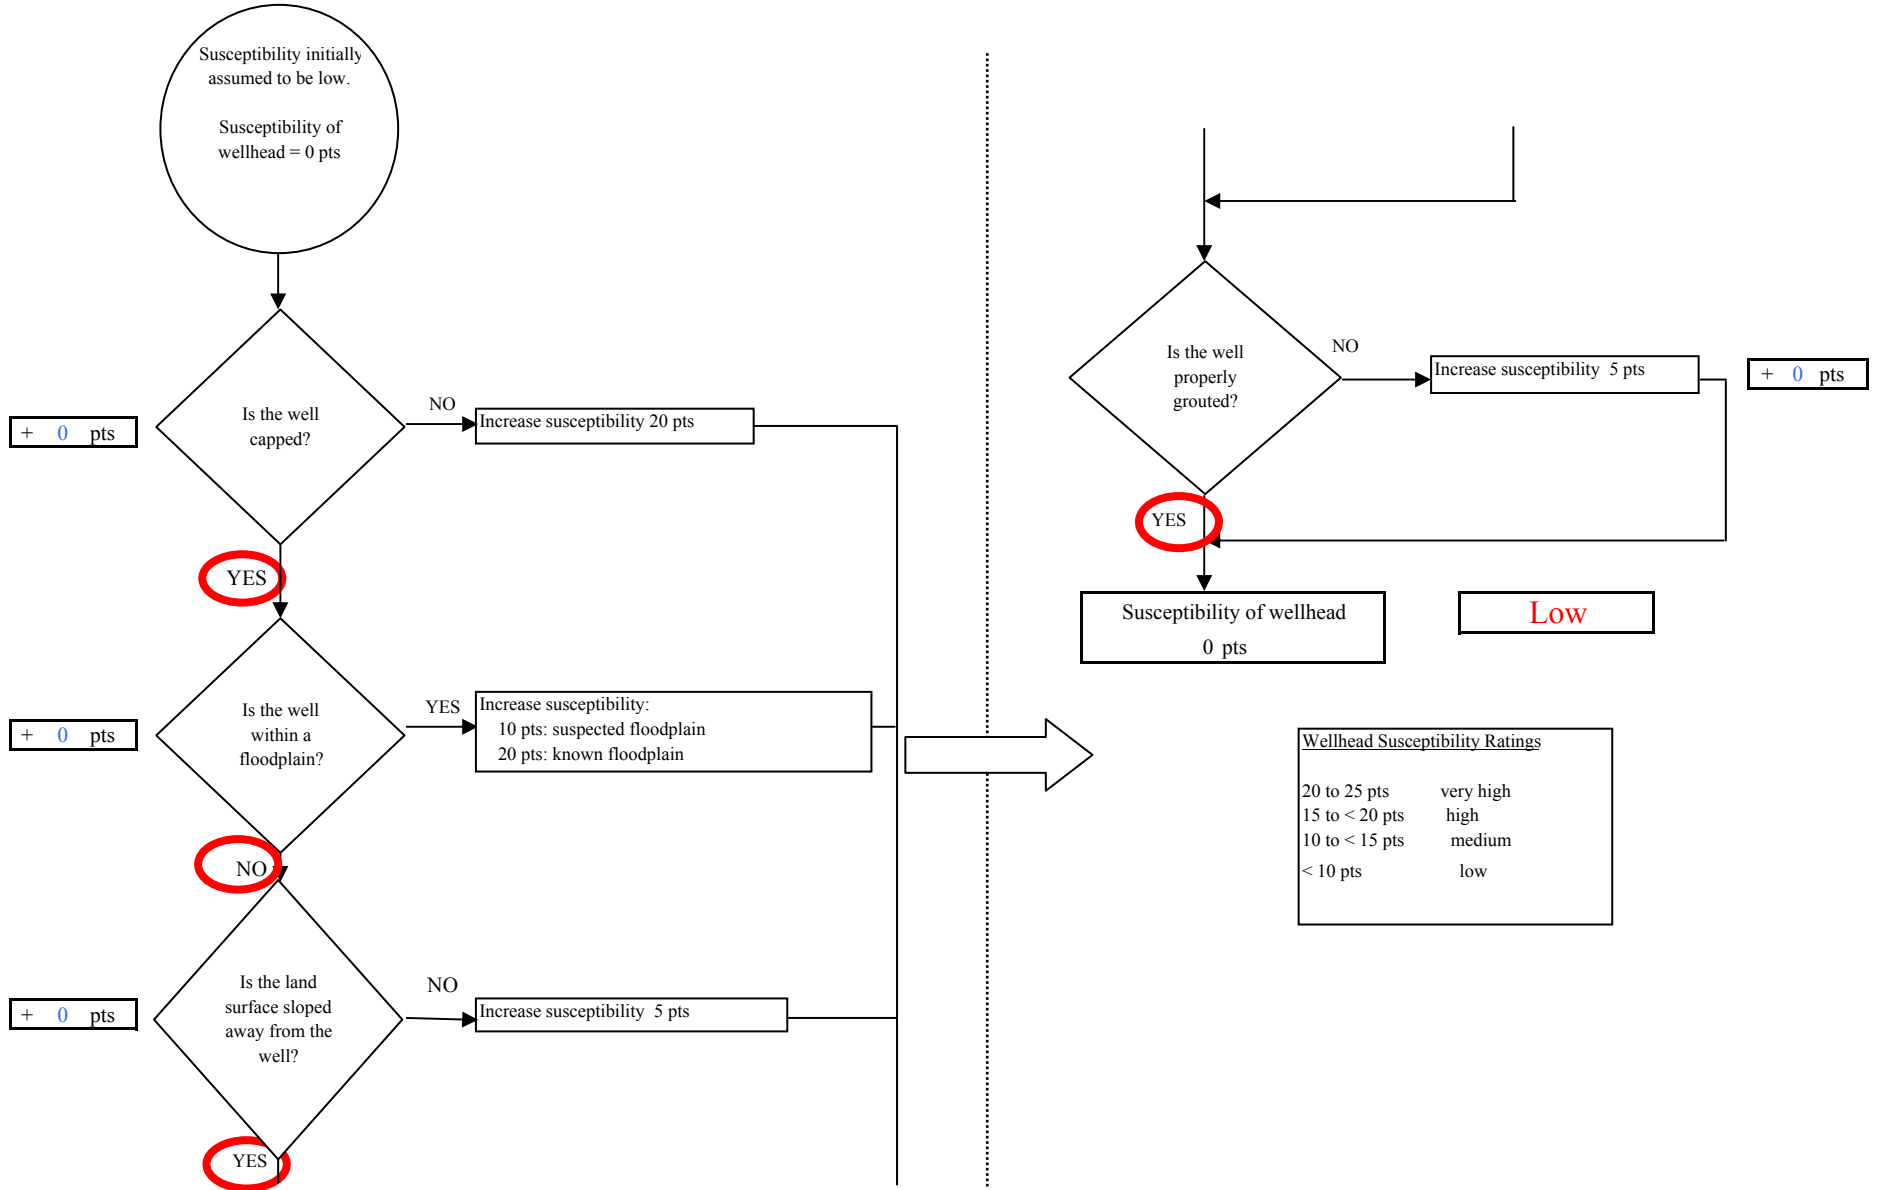 Susceptibility initially
assumed to be low.
Susceptibility of
wellhead = 0 pts
Is the well
capped?
NO
Increase susceptibility 20 pts
+ 0 pts
YES
Is the well
within a
floodplain?
YES
Increase susceptibility:
10 pts: suspected floodplain
20 pts: known floodplain
+ 0 pts
NO
Is the land
surface sloped
away from the
well?
NO
Increase susceptibility 5 pts
+ 0 pts
YES
Is the well
properly
grouted?
NO
Increase susceptibility 5 pts
+ 0 pts
YES
Susceptibility of wellhead
0 pts
Low
Wellhead Susceptibility Ratings
20 to 25 pts very high
15 to < 20 pts high
10 to < 15 pts medium
< 10 pts low